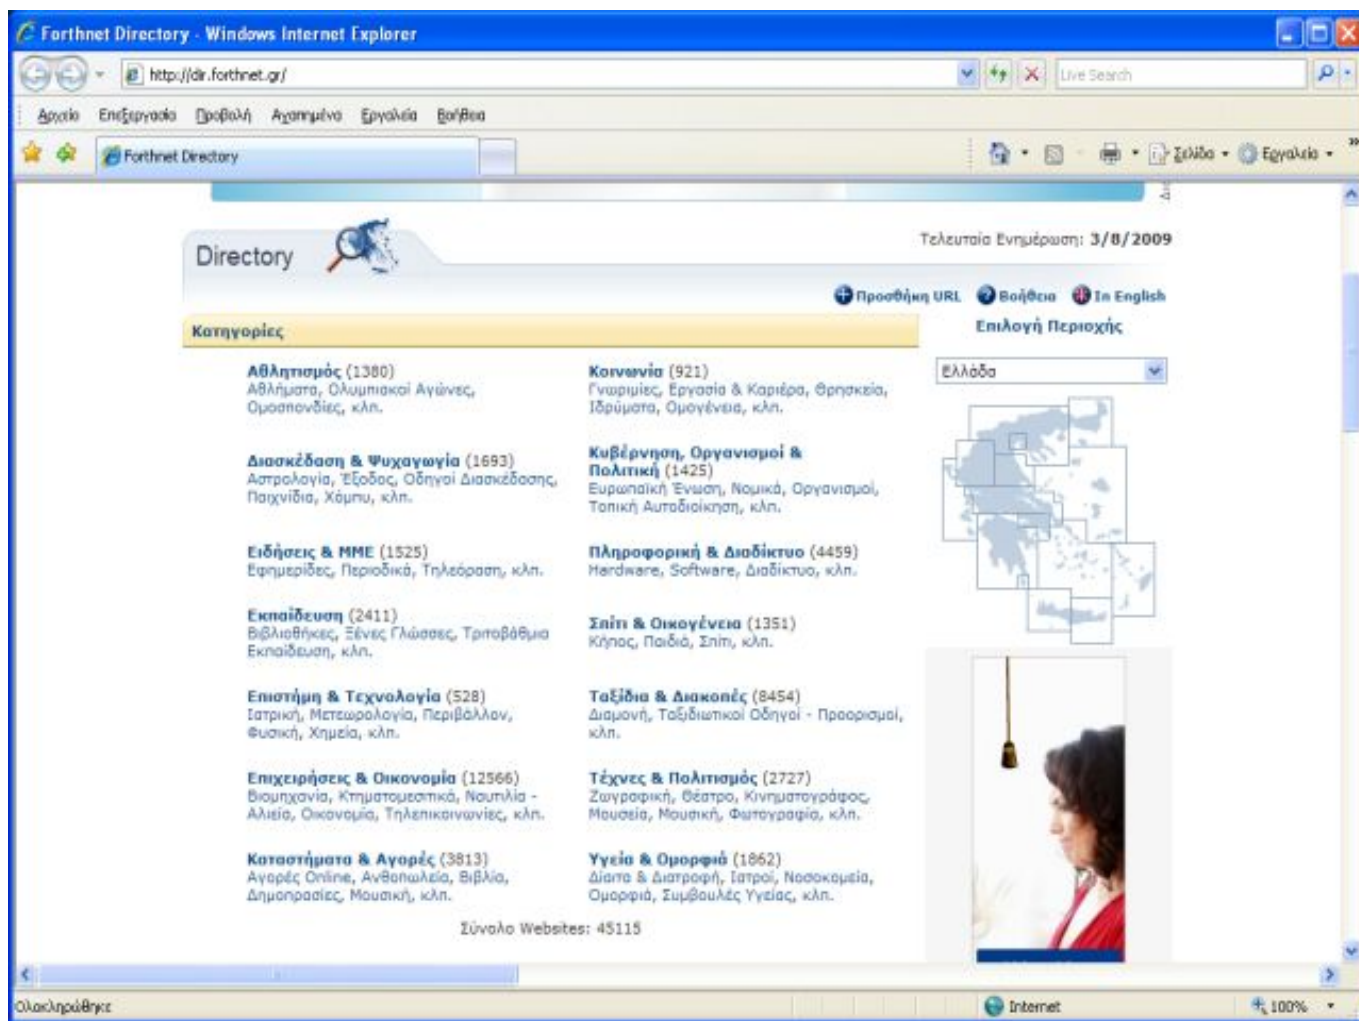 Forthnet Directory - Windows Internet Explorer
http://dir.forthnet.gr/
Live Search
Αρχείο Επεξεργασία Προβολή Αγαπημένα Εργαλεία Βοήθεια
Forthnet Directory
Σελίδα Εργαλεία
Directory
Τελευταία Ενημέρωση: 3/8/2009
Προσθήκη URL Βοήθεια In English
Κατηγορίες
Επιλογή Περιοχής
Ελλάδα
Αθλητισμός (1380)
Αθλήματα, Ολυμπιακοί Αγώνες,
Ομοσπονδίες, κλπ.
Κοινωνία (921)
Γνωριμίες, Εργασία & Καριέρα, Θρησκεία,
Ιδρύματα, Ομογένεια, κλπ.
Διασκέδαση & Ψυχαγωγία (1693)
Αστρολογία, Έξοδος, Οδηγοί Διασκέδασης,
Παιχνίδια, Χόμπυ, κλπ.
Κυβέρνηση, Οργανισμοί &
Πολιτική (1425)
Ευρωπαϊκή Ένωση, Νομικά, Οργανισμοί,
Τοπική Αυτοδιοίκηση, κλπ.
Ειδήσεις & ΜΜΕ (1525)
Εφημερίδες, Περιοδικά, Τηλεόραση, κλπ.
Πληροφορική & Διαδίκτυο (4459)
Hardware, Software, Διαδίκτυο, κλπ.
Εκπαίδευση (2411)
Βιβλιοθήκες, Ξένες Γλώσσες, Τριτοβάθμια
Εκπαίδευση, κλπ.
Σπίτι & Οικογένεια (1351)
Κήπος, Παιδιά, Σπίτι, κλπ.
Επιστήμη & Τεχνολογία (528)
Ιατρική, Μετεωρολογία, Περιβάλλον,
Φυσική, Χημεία, κλπ.
Ταξίδια & Διακοπές (8454)
Διαμονή, Ταξιδιωτικοί Οδηγοί - Προορισμοί,
κλπ.
Επιχειρήσεις & Οικονομία (12566)
Βιομηχανία, Κτηματομεσιτικά, Ναυτιλία -
Αλιεία, Οικονομία, Τηλεπικοινωνίες, κλπ.
Τέχνες & Πολιτισμός (2727)
Ζωγραφική, Θέατρο, Κινηματογράφος,
Μουσεία, Μουσική, Φωτογραφία, κλπ.
Καταστήματα & Αγορές (3813)
Αγορές Online, Ανθοπωλεία, Βιβλία,
Δημοπρασίες, Μουσική, κλπ.
Υγεία & Ομορφιά (1862)
Δίαιτα & Διατροφή, Ιατροί, Νοσοκομεία,
Ομορφιά, Συμβουλές Υγείας, κλπ.
Σύνολο Websites: 45115
Ολοκληρώθηκε
Internet
100%